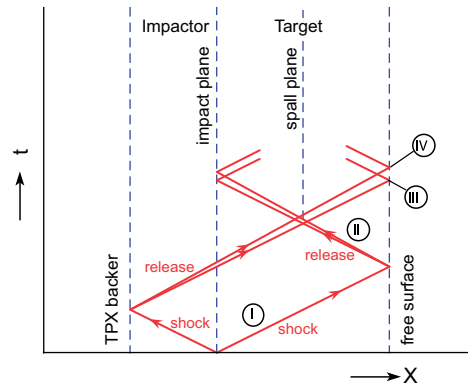 Impactor
Target
impact plane
spall plane
t
IV
III
II
release
release
TPX backer
free surface
I
shock
shock
X